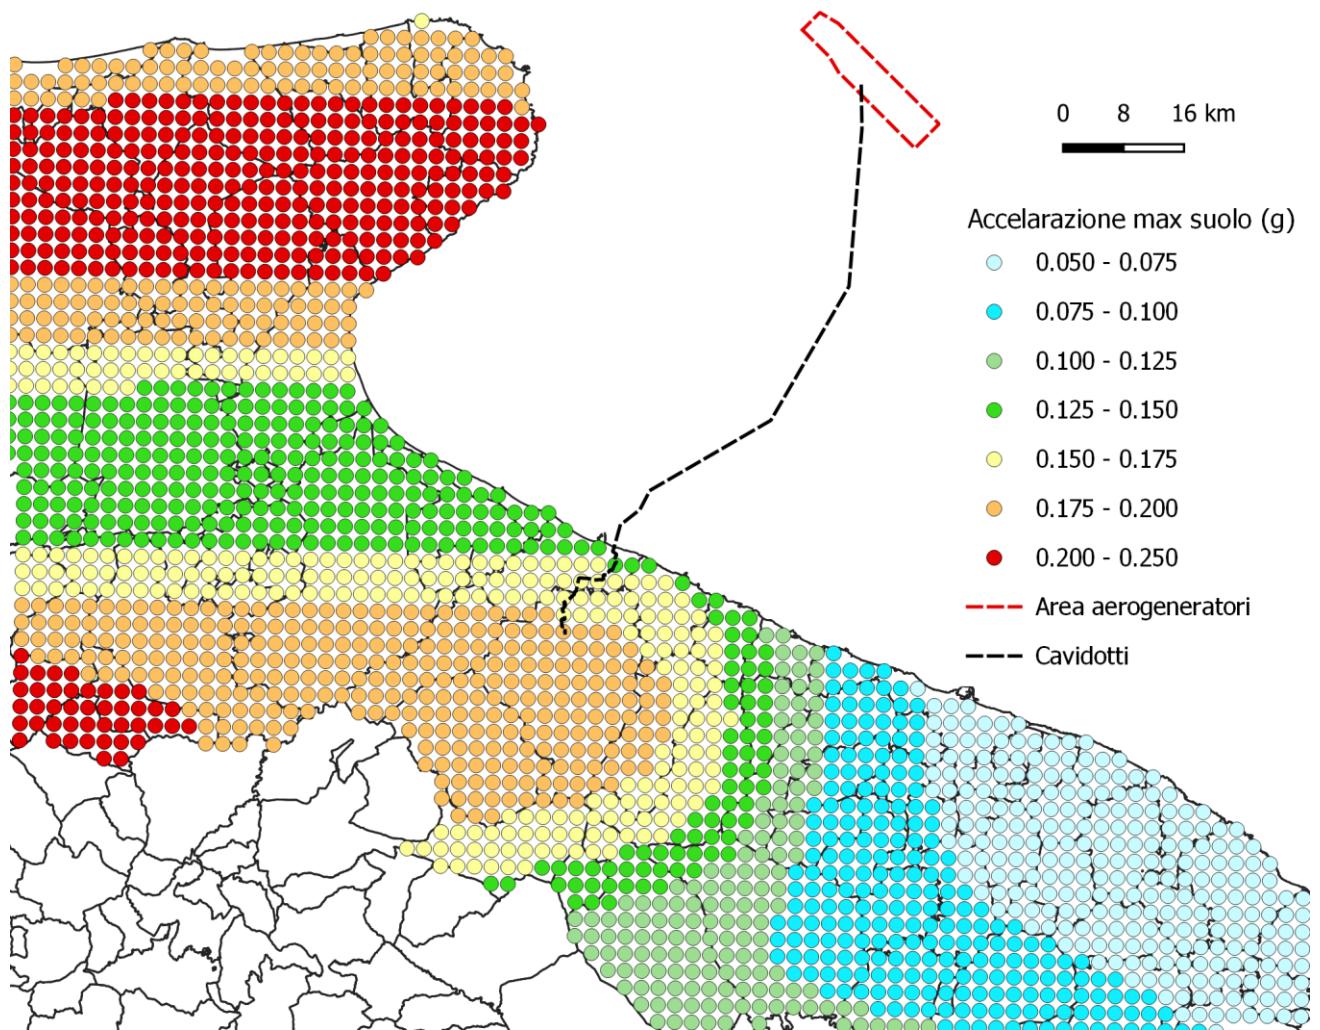 0 8 16 km
Accelarazione max suolo (g)
0.050 - 0.075
0.075 - 0.100
0.100 - 0.125
0.125 - 0.150
0.150 - 0.175
0.175 - 0.200
0.200 - 0.250
Area aerogeneratori
Cavidotti